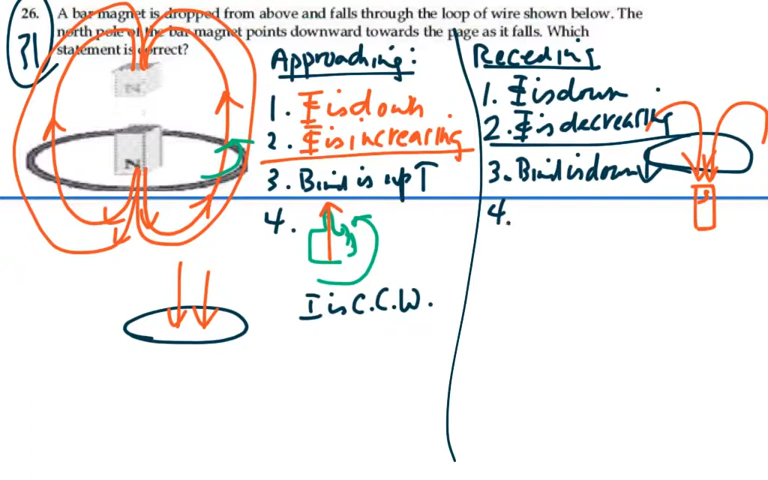 26. A bar magnet is dropped from above and falls through the loop of wire shown below. The
north pole of the bar magnet points downward towards the page as it falls. Which
statement is correct?
31
N
N
Approaching:
1. Φ is down
2. Φ is increasing
3. Bind is up ↑
4.
I is C.C.W.
Receding
1. Φ is down
2. Φ is decreasing
3. Bind is down ↓
4.
S